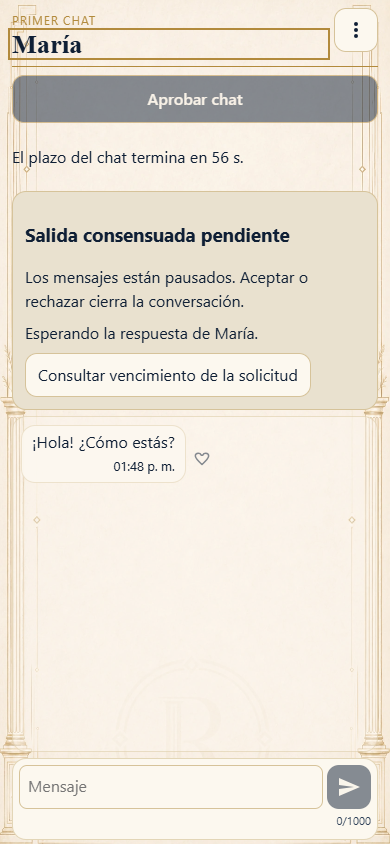 PRIMER CHAT
María
Aprobar chat
El plazo del chat termina en 56 s.
Salida consensuada pendiente
Los mensajes están pausados. Aceptar o
rechazar cierra la conversación.
Esperando la respuesta de María.
Consultar vencimiento de la solicitud
¡Hola! ¿Cómo estás?
01:48 p. m.
R
Mensaje
0/1000